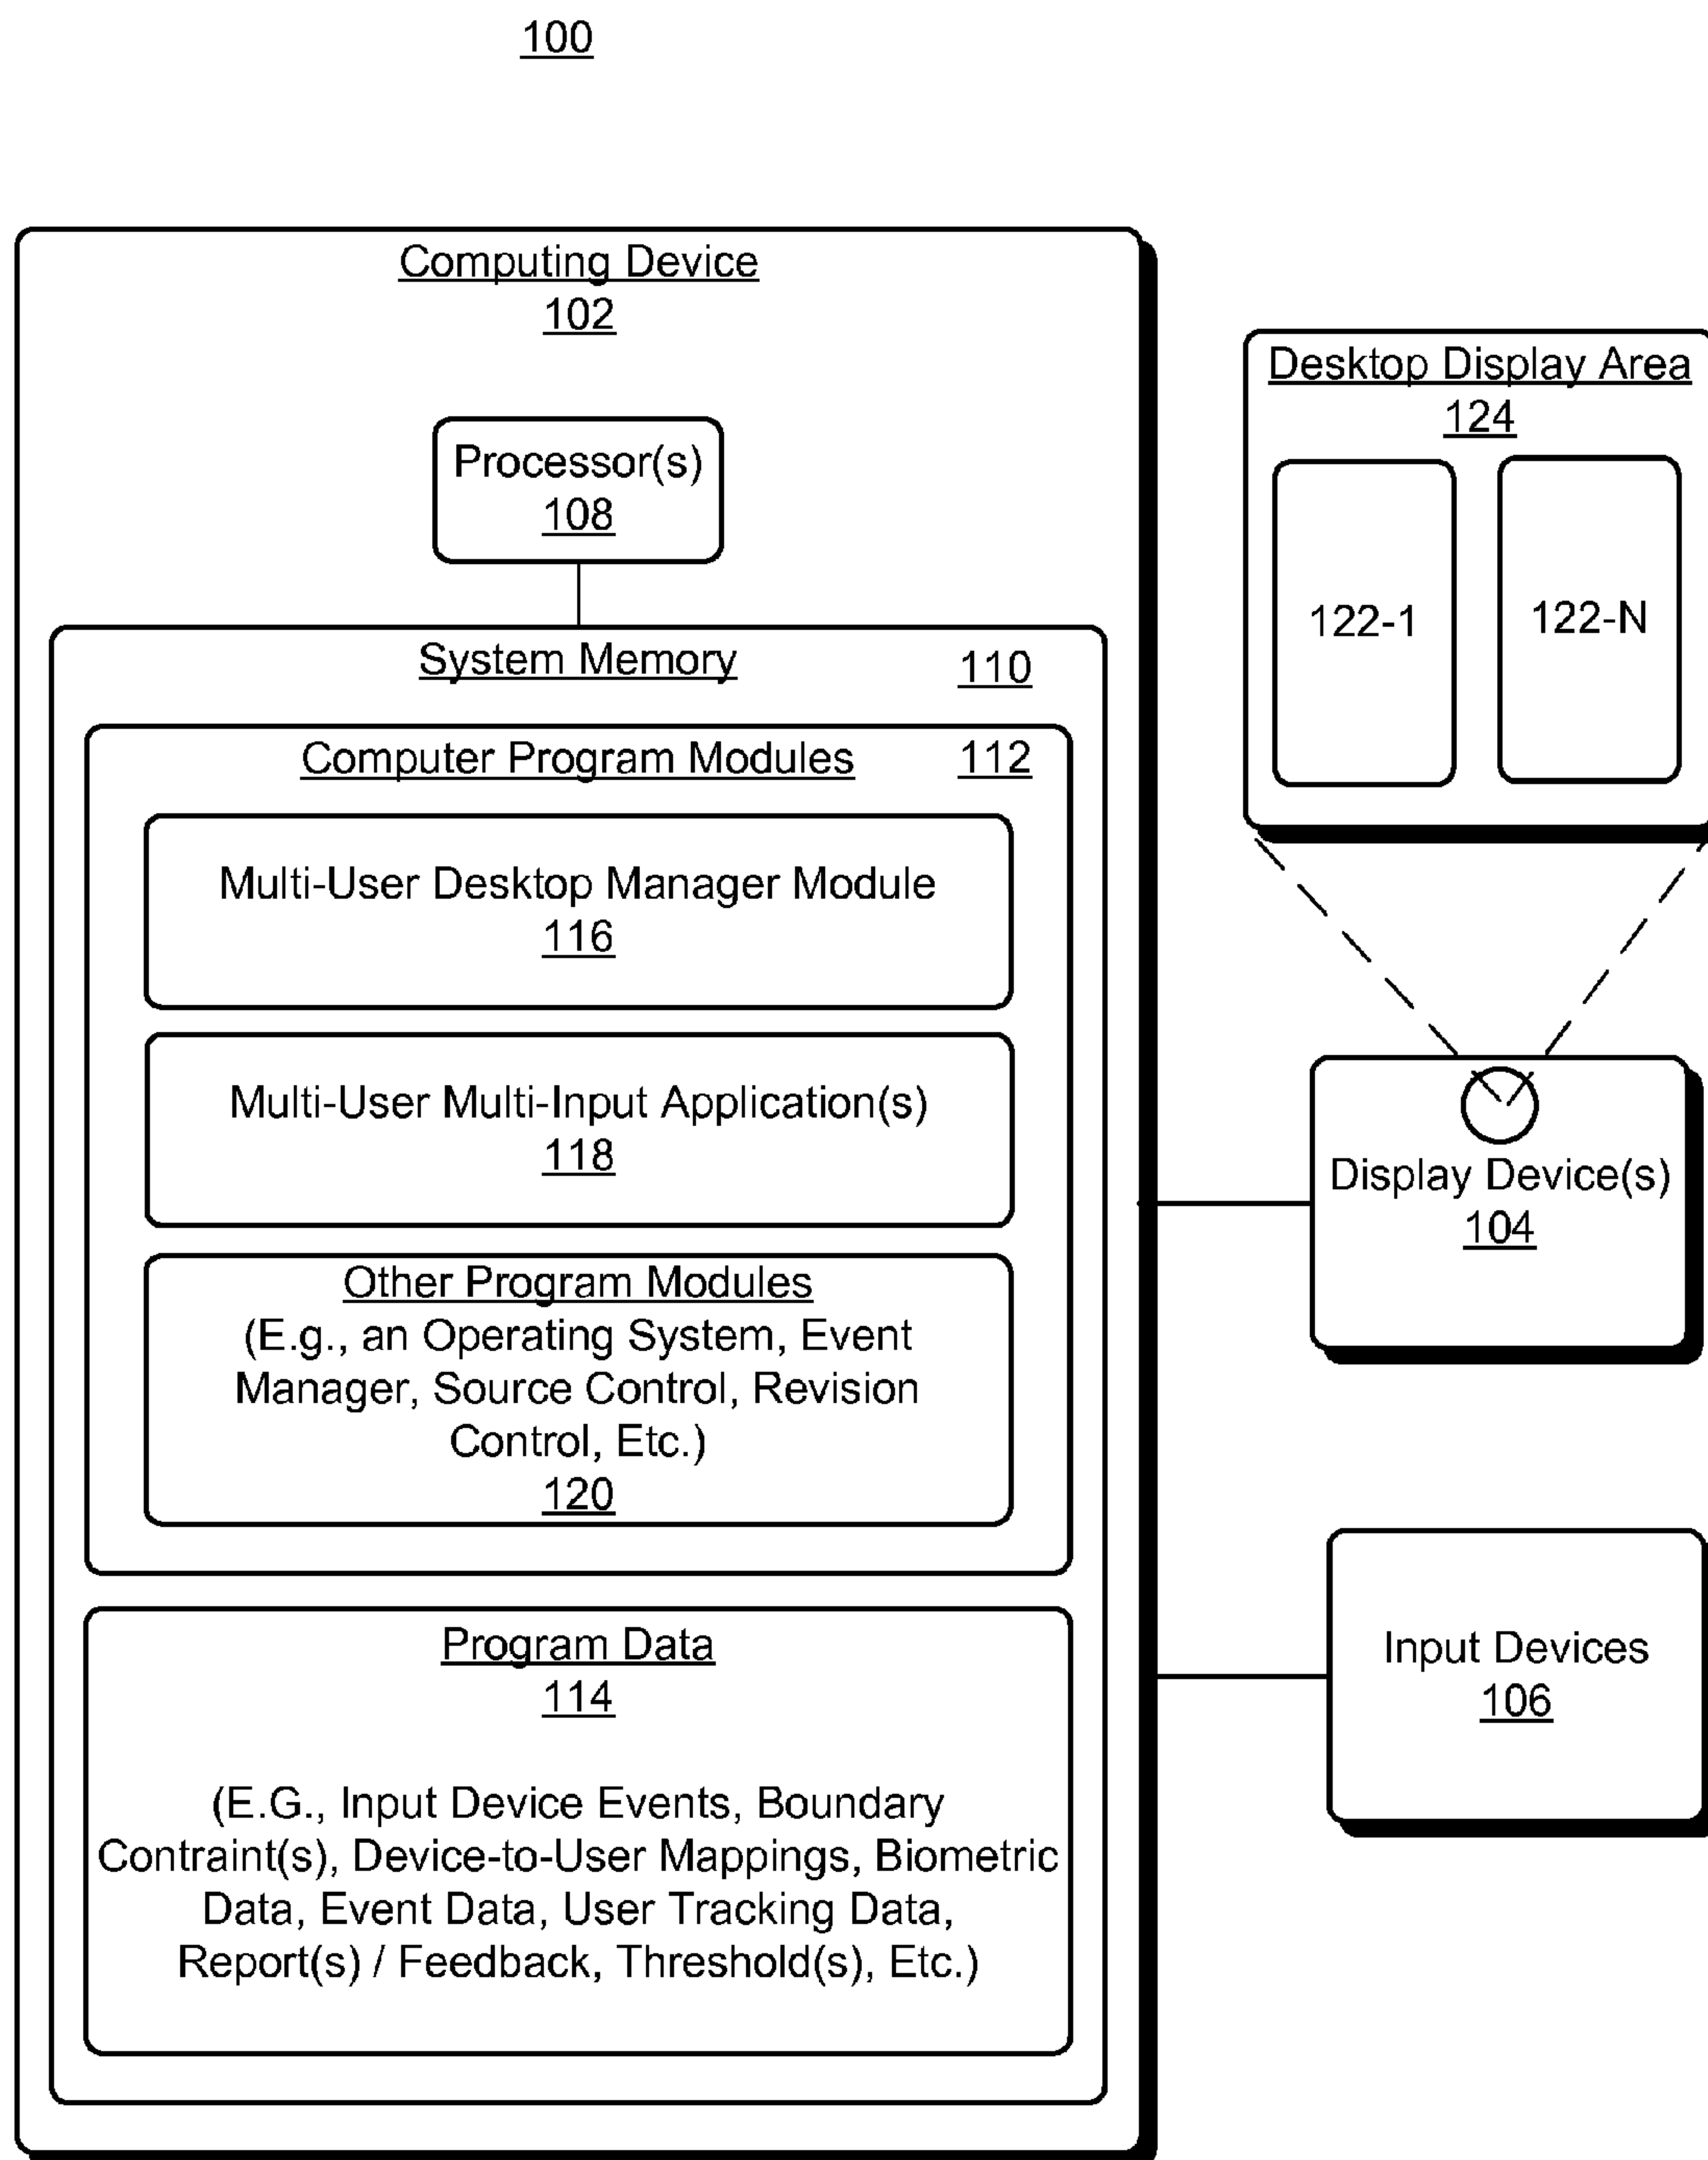 100
Computing Device
102
Processor(s)
108
System Memory
110
Computer Program Modules
112
Multi-User Desktop Manager Module
116
Multi-User Multi-Input Application(s)
118
Other Program Modules
(E.g., an Operating System, Event
Manager, Source Control, Revision
Control, Etc.)
120
Program Data
114
(E.G., Input Device Events, Boundary
Contraint(s), Device-to-User Mappings, Biometric
Data, Event Data, User Tracking Data,
Report(s) / Feedback, Threshold(s), Etc.)
Desktop Display Area
124
122-1
122-N
Display Device(s)
104
Input Devices
106